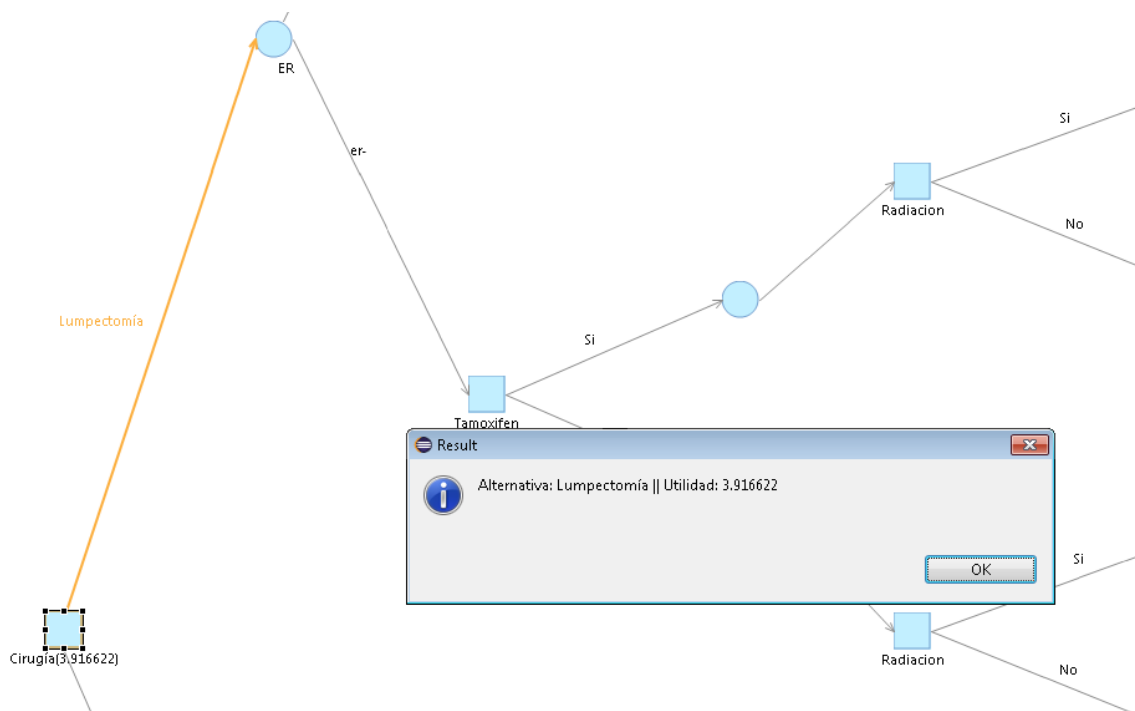 ER
er-
Si
Radiacion
No
Lumpectomía
Si
Tamoxifen
Result
Alternativa: Lumpectomía || Utilidad: 3.916622
OK
Si
Cirugía(3.916622)
Radiacion
No